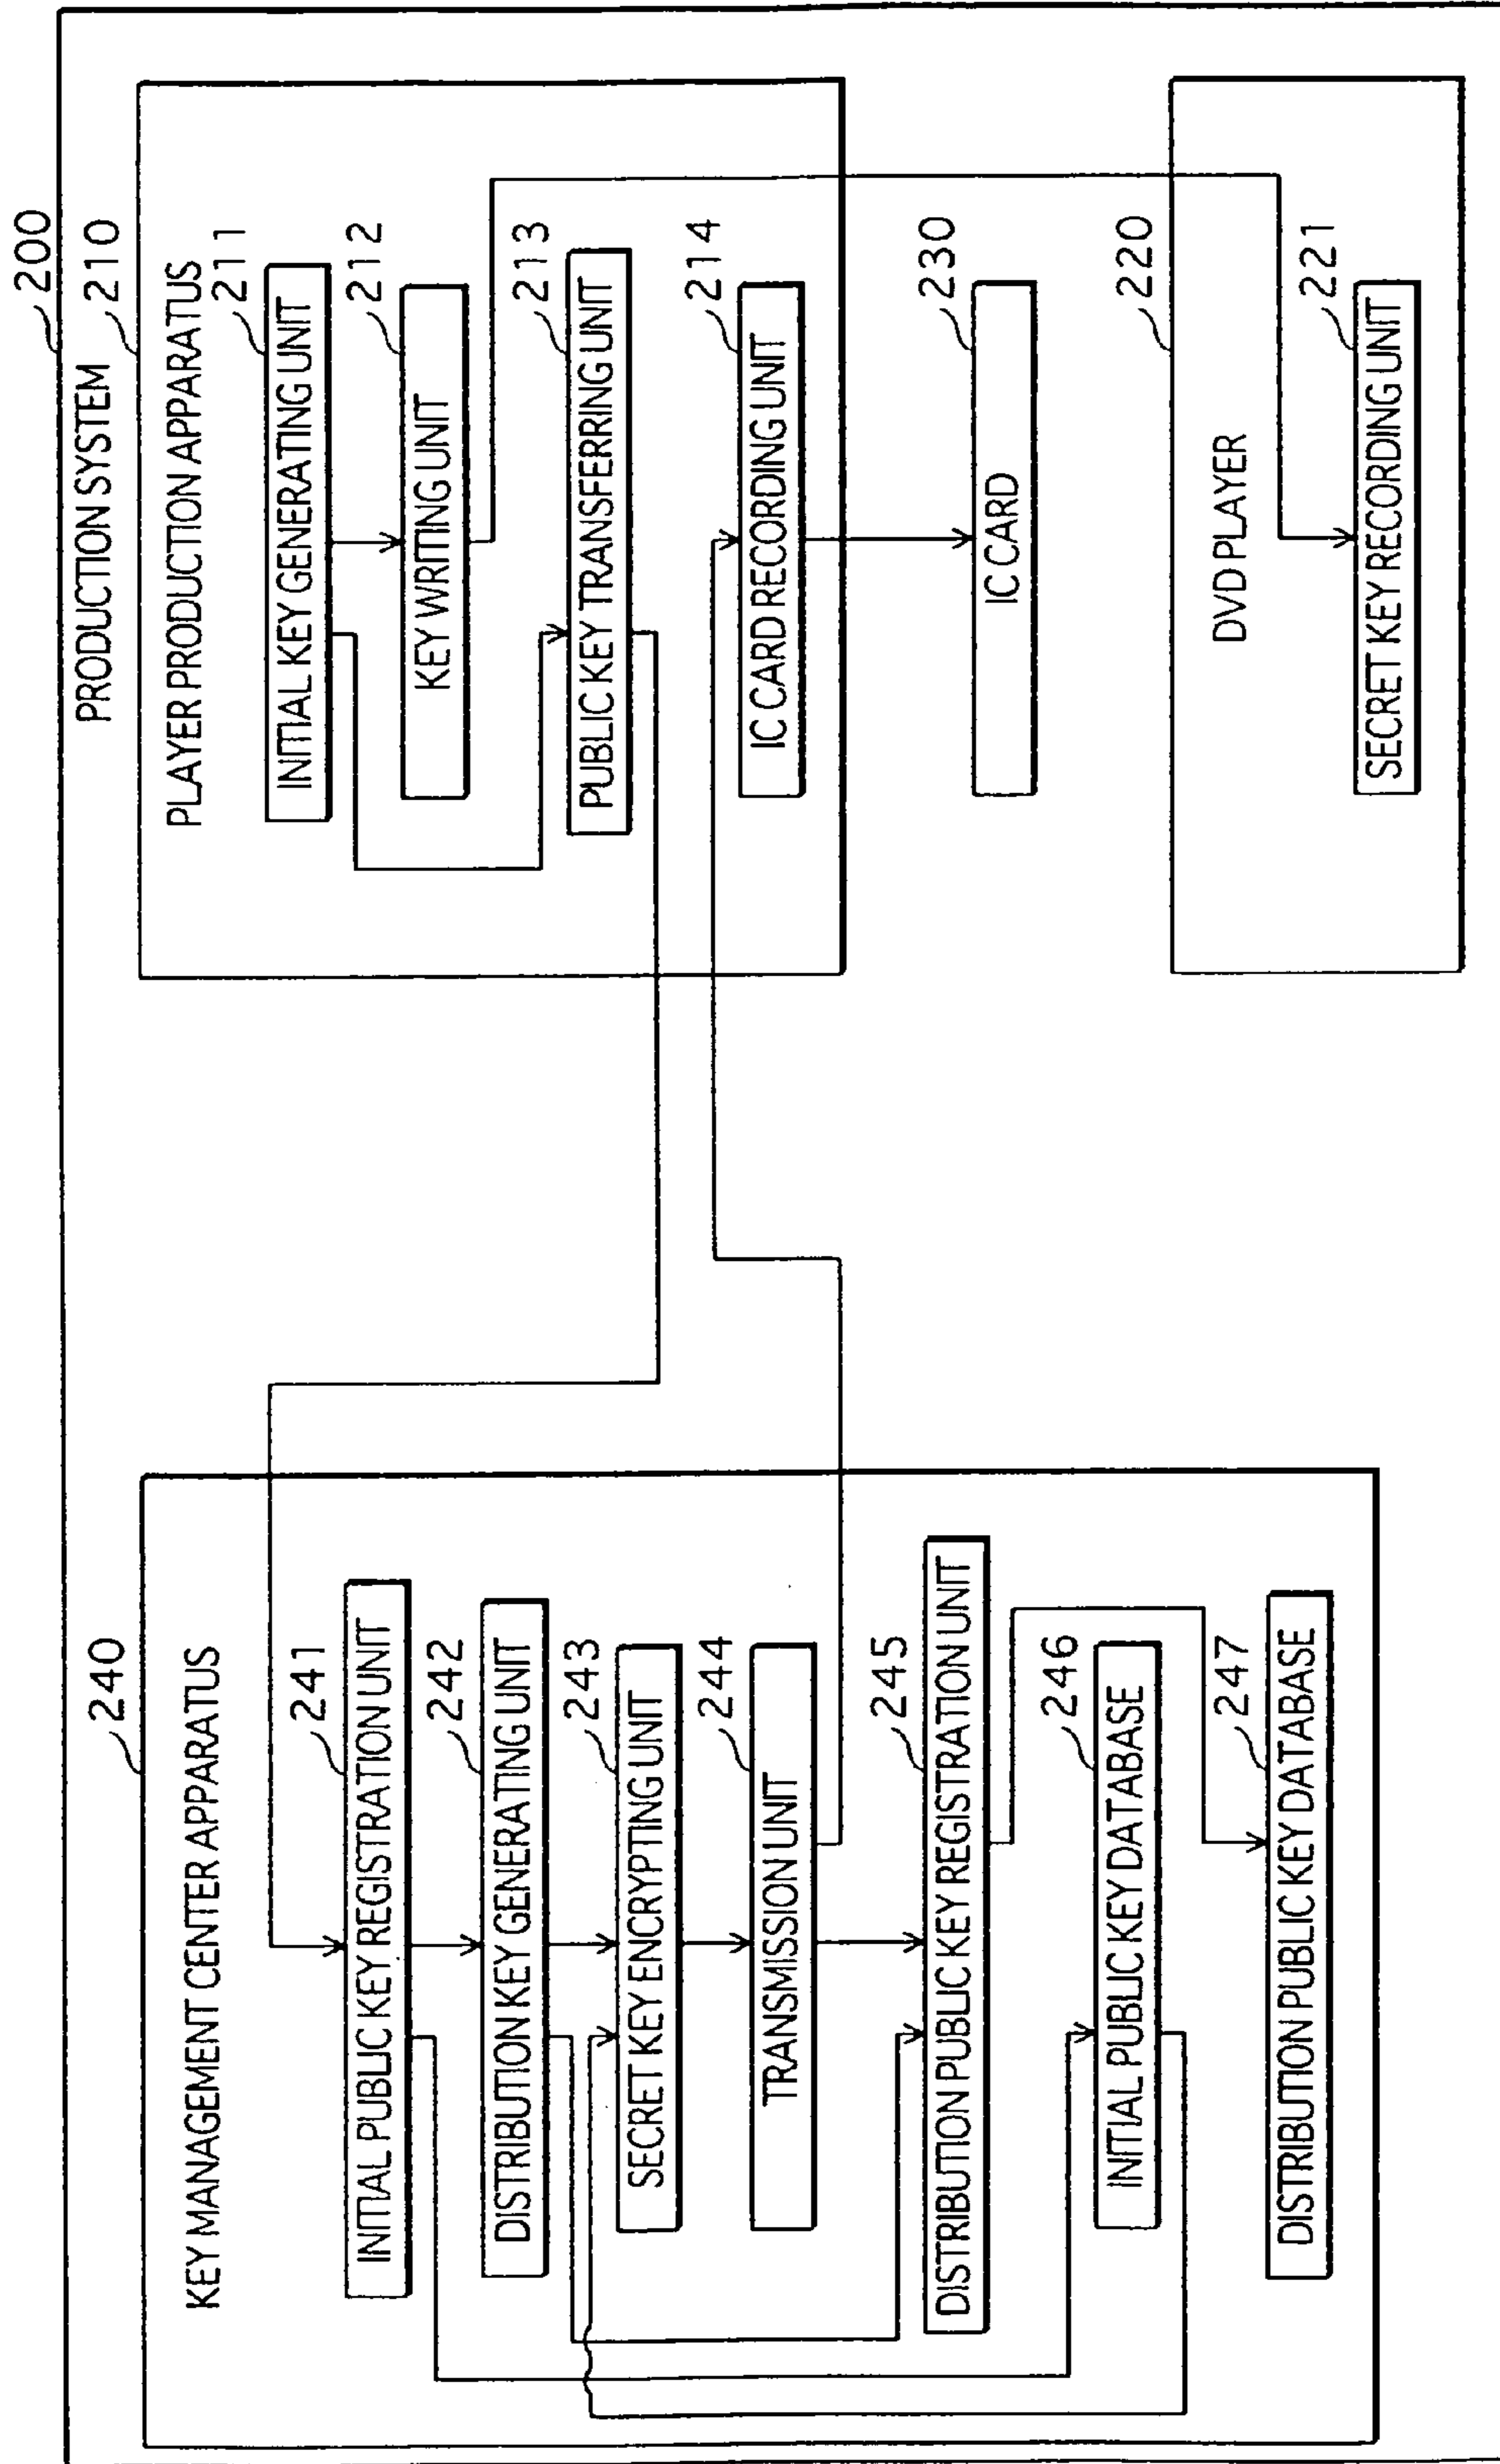 200
PRODUCTION SYSTEM
240
KEY MANAGEMENT CENTER APPARATUS
241
INITIAL PUBLIC KEY REGISTRATION UNIT
242
DISTRIBUTION KEY GENERATING UNIT
243
SECRET KEY ENCRYPTING UNIT
244
TRANSMISSION UNIT
245
DISTRIBUTION PUBLIC KEY REGISTRATION UNIT
246
INITIAL PUBLIC KEY DATABASE
247
DISTRIBUTION PUBLIC KEY DATABASE
210
PLAYER PRODUCTION APPARATUS
211
INITIAL KEY GENERATING UNIT
212
KEY WRITING UNIT
213
PUBLIC KEY TRANSFERRING UNIT
214
IC CARD RECORDING UNIT
230
IC CARD
220
DVD PLAYER
221
SECRET KEY RECORDING UNIT